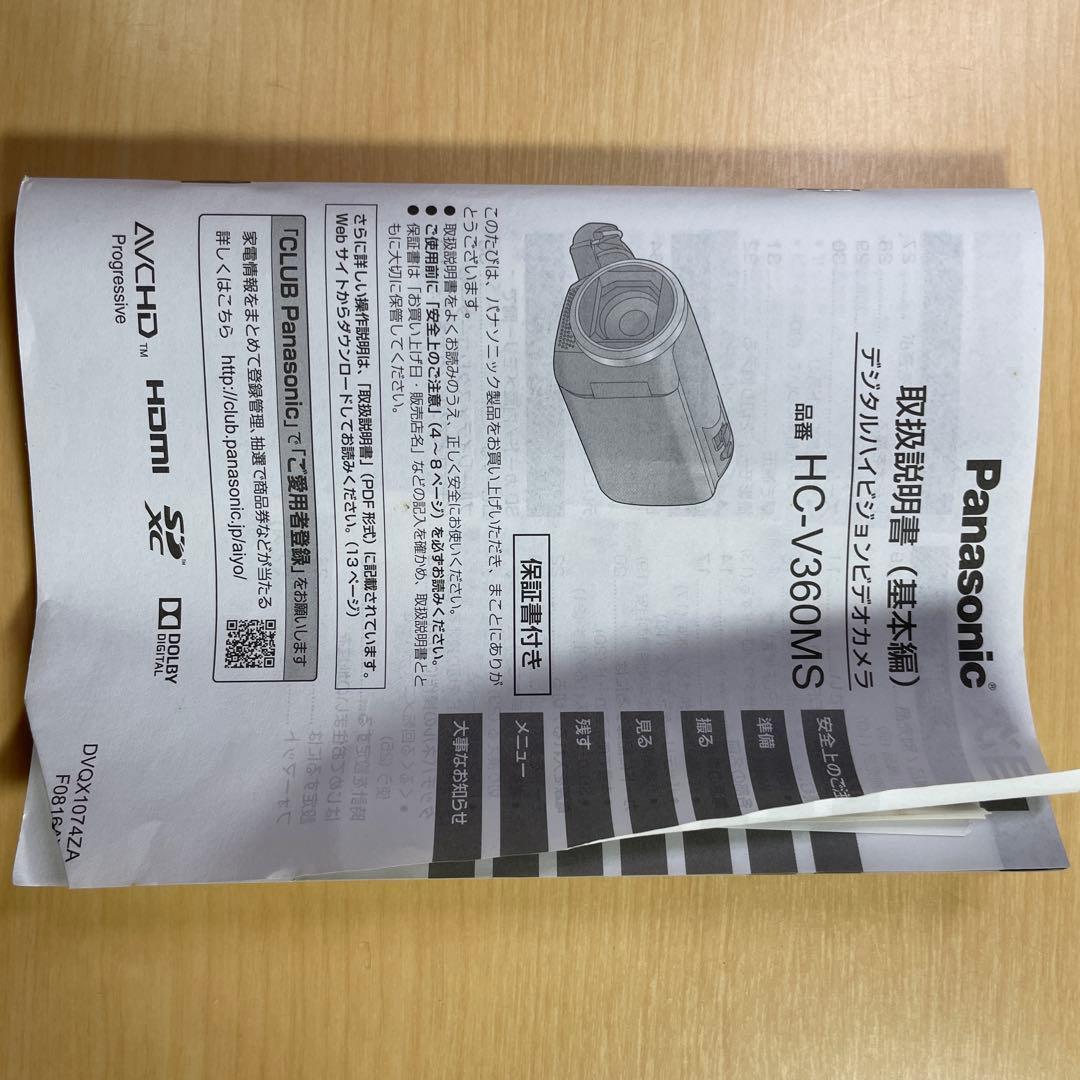 Panasonic®
取扱説明書（基本編）
デジタルハイビジョンビデオカメラ
品番 HC-V360MS
保証書付き
このたびは、パナソニック製品をお買い上げいただき、まことにありが
とうございます。
● 取扱説明書をよくお読みのうえ、正しく安全にお使いください。
● ご使用前に「安全上のご注意」（4～8ページ）を必ずお読みください。
● 保証書は「お買い上げ日・販売店名」などの記入を確かめ、取扱説明書とと
もに大切に保管してください。
さらに詳しい操作説明は、「取扱説明書」（PDF形式）に記載されています。
Webサイトからダウンロードしてお読みください。（13ページ）
「CLUB Panasonic」で「ご愛用者登録」をお願いします
家電情報をまとめて登録管理、抽選で商品券などが当たる
詳しくはこちら http://club.panasonic.jp/aiyo/
AVCHD™
Progressive
HDMI
SD
XC™
DOLBY
DIGITAL
安全上のご注
準備
撮る
見る
残す
メニュー
大事なお知らせ
DVQX1074ZA
F0816